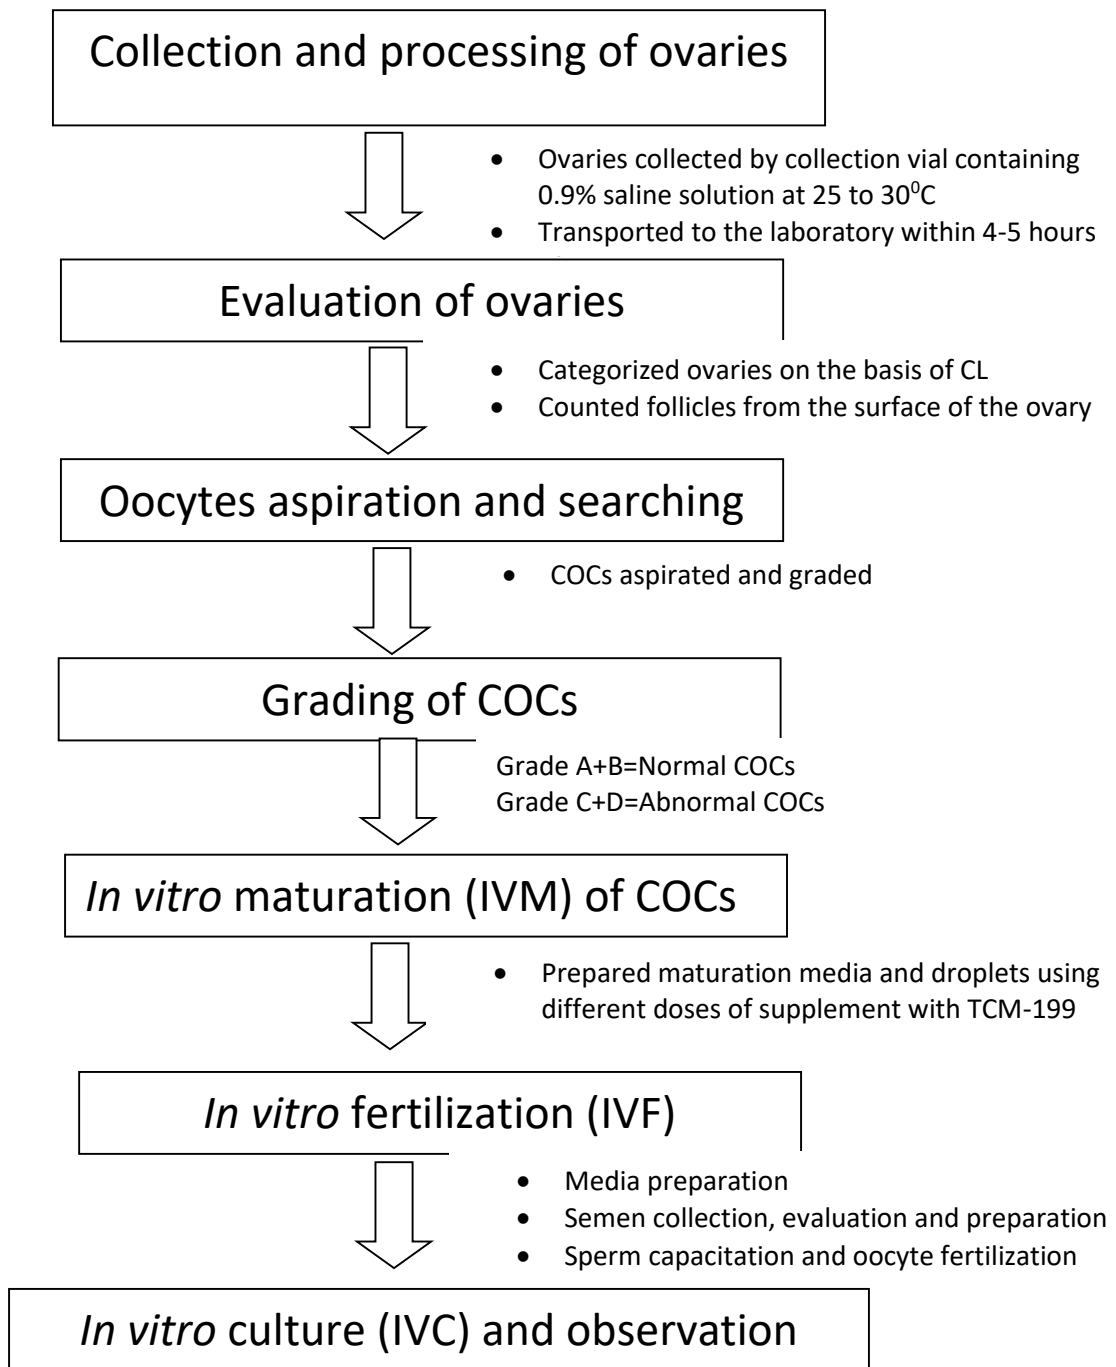 Collection and processing of ovaries
• Ovaries collected by collection vial containing
0.9% saline solution at 25 to 30⁰C
• Transported to the laboratory within 4-5 hours
Evaluation of ovaries
• Categorized ovaries on the basis of CL
• Counted follicles from the surface of the ovary
Oocytes aspiration and searching
• COCs aspirated and graded
Grading of COCs
Grade A+B=Normal COCs
Grade C+D=Abnormal COCs
In vitro maturation (IVM) of COCs
• Prepared maturation media and droplets using
different doses of supplement with TCM-199
In vitro fertilization (IVF)
• Media preparation
• Semen collection, evaluation and preparation
• Sperm capacitation and oocyte fertilization
In vitro culture (IVC) and observation